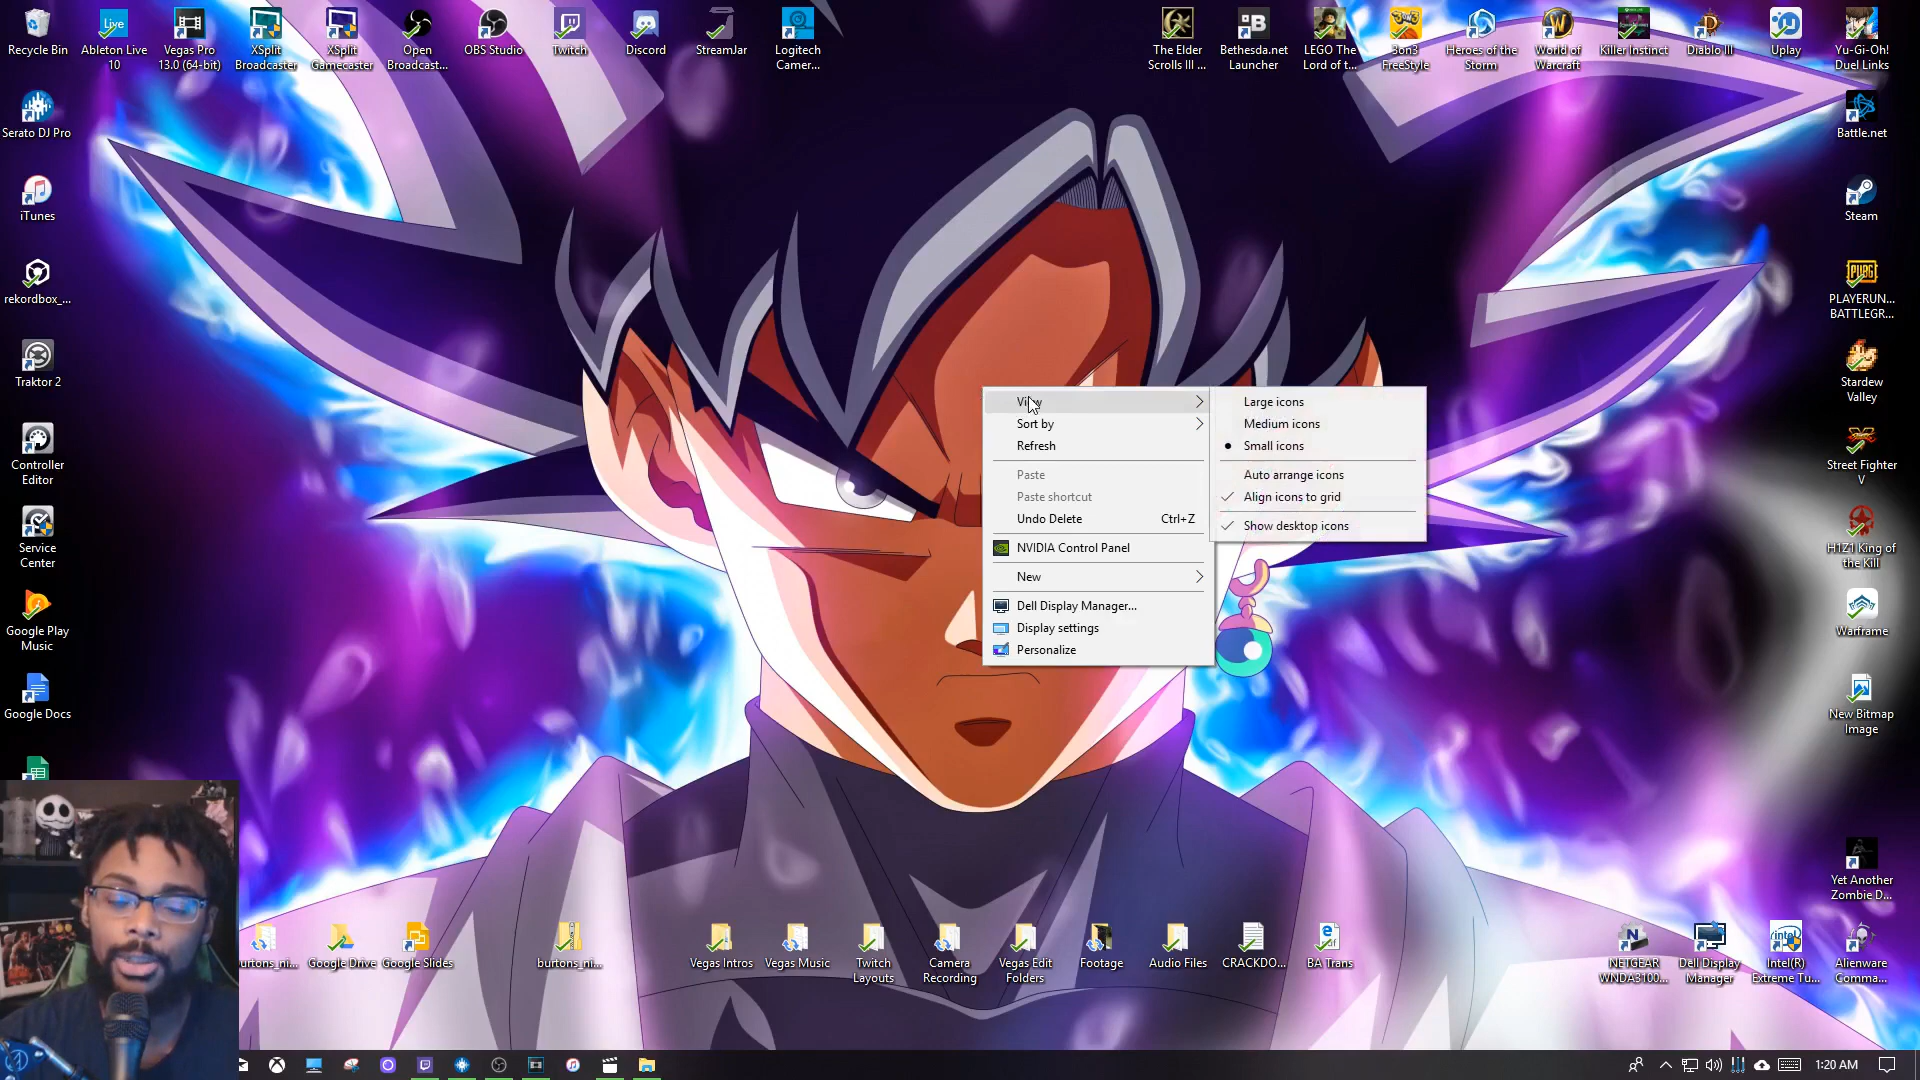 Recycle Bin
Ableton Live
10
Vegas Pro
13.0 (64-bit)
XSplit
Broadcaster
XSplit
Gamecaster
Open
Broadcast...
OBS Studio
Twitch
Discord
StreamJar
Logitech
Camer...
The Elder
Scrolls III ...
Bethesda.net
Launcher
LEGO The
Lord of t...
3on3
FreeStyle
Heroes of the
Storm
World of
Warcraft
Killer Instinct
Diablo III
Uplay
Yu-Gi-Oh!
Duel Links
Serato DJ Pro
iTunes
rekordbox_...
Traktor 2
Controller
Editor
Service
Center
Google Play
Music
Google Docs
Battle.net
Steam
PLAYERUN...
BATTLEGR...
Stardew
Valley
Street Fighter
V
H1Z1 King of
the Kill
Warframe
New Bitmap
Image
Yet Another
Zombie D...
View
Sort by
Refresh
Paste
Paste shortcut
Undo Delete Ctrl+Z
NVIDIA Control Panel
New
Dell Display Manager...
Display settings
Personalize
Large icons
Medium icons
Small icons
Auto arrange icons
Align icons to grid
Show desktop icons
Google Drive
Google Slides
burtons_ni...
Vegas Intros
Vegas Music
Twitch
Layouts
Camera
Recording
Vegas Edit
Folders
Footage
Audio Files
CRACKDO...
BA Trans
NETGEAR
WNDA3100...
Dell Display
Manager
Intel(R)
Extreme Tu...
Alienware
Comma...
1:20 AM